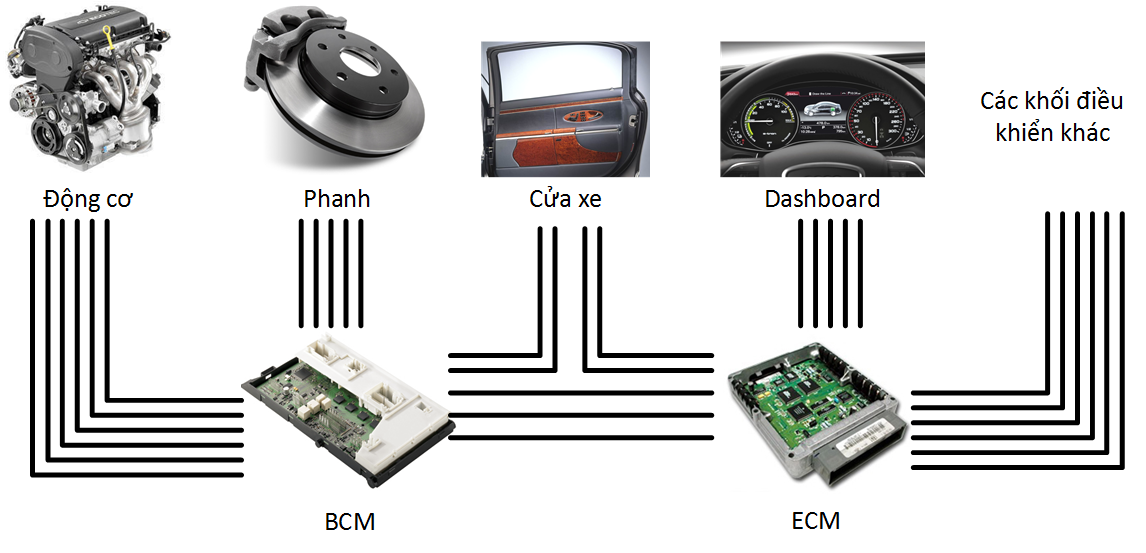 Các khối điều
khiển khác
Động cơ
Phanh
Cửa xe
Dashboard
BCM
ECM